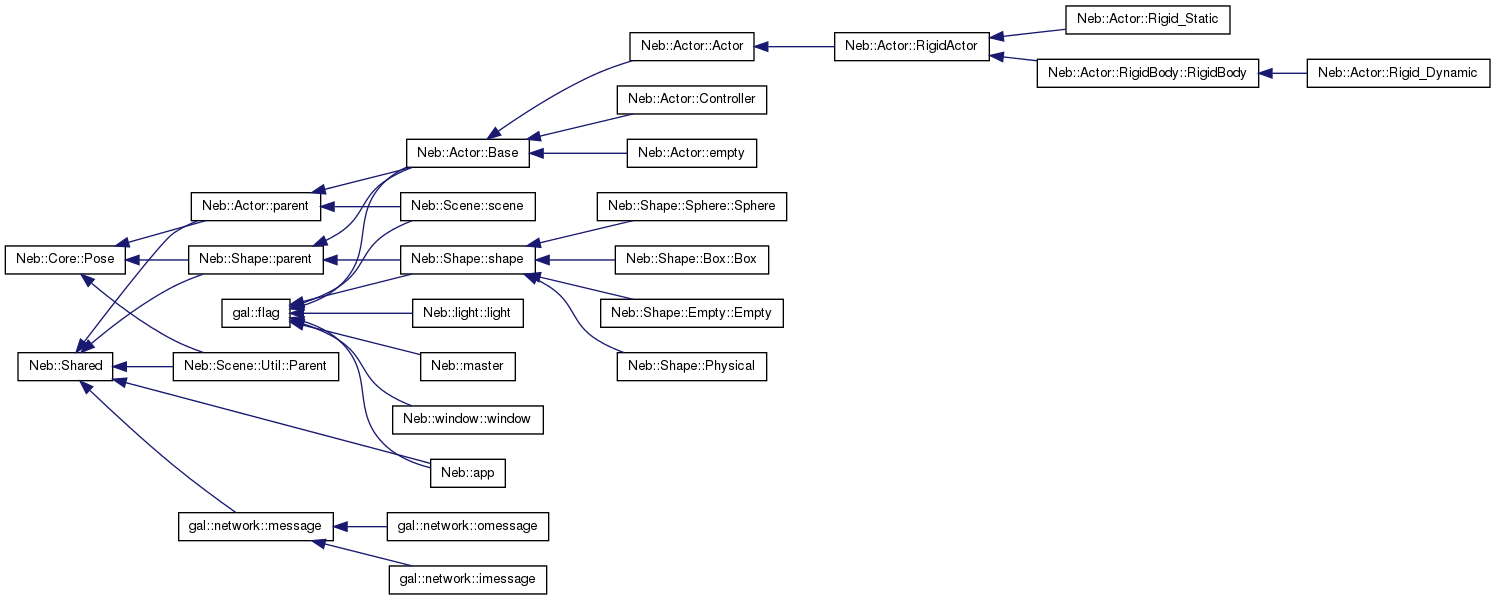 Neb::Actor::Rigid_Static
Neb::Actor::Actor
Neb::Actor::RigidActor
Neb::Actor::RigidBody::RigidBody
Neb::Actor::Rigid_Dynamic
Neb::Actor::Controller
Neb::Actor::Base
Neb::Actor::empty
Neb::Actor::parent
Neb::Scene::scene
Neb::Shape::Sphere::Sphere
Neb::Core::Pose
Neb::Shape::parent
Neb::Shape::shape
Neb::Shape::Box::Box
gal::flag
Neb::light::light
Neb::Shape::Empty::Empty
Neb::Shared
Neb::Scene::Util::Parent
Neb::master
Neb::Shape::Physical
Neb::window::window
Neb::app
gal::network::message
gal::network::omessage
gal::network::imessage